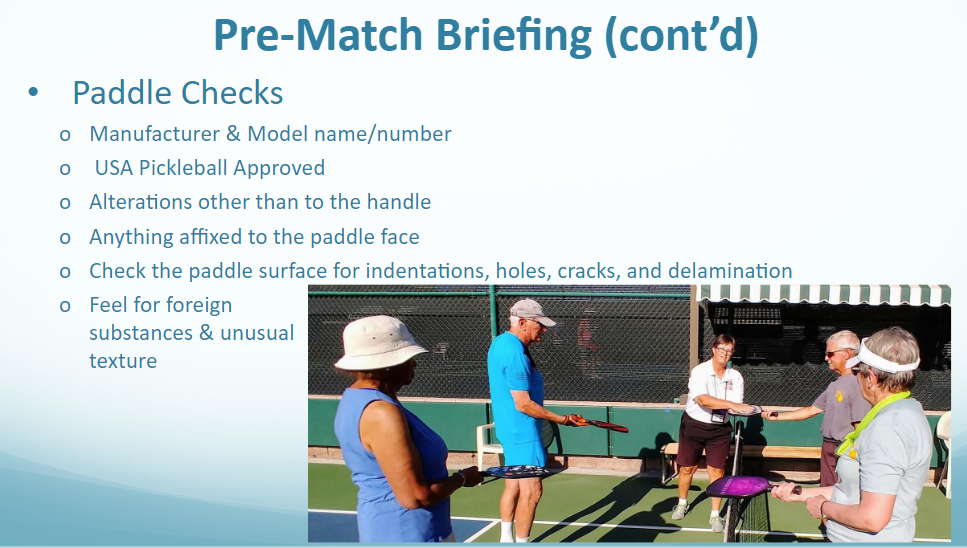 Pre-Match Briefing (cont’d)
• Paddle Checks
o Manufacturer & Model name/number
o USA Pickleball Approved
o Alterations other than to the handle
o Anything affixed to the paddle face
o Check the paddle surface for indentations, holes, cracks, and delamination
o Feel for foreign
substances & unusual
texture